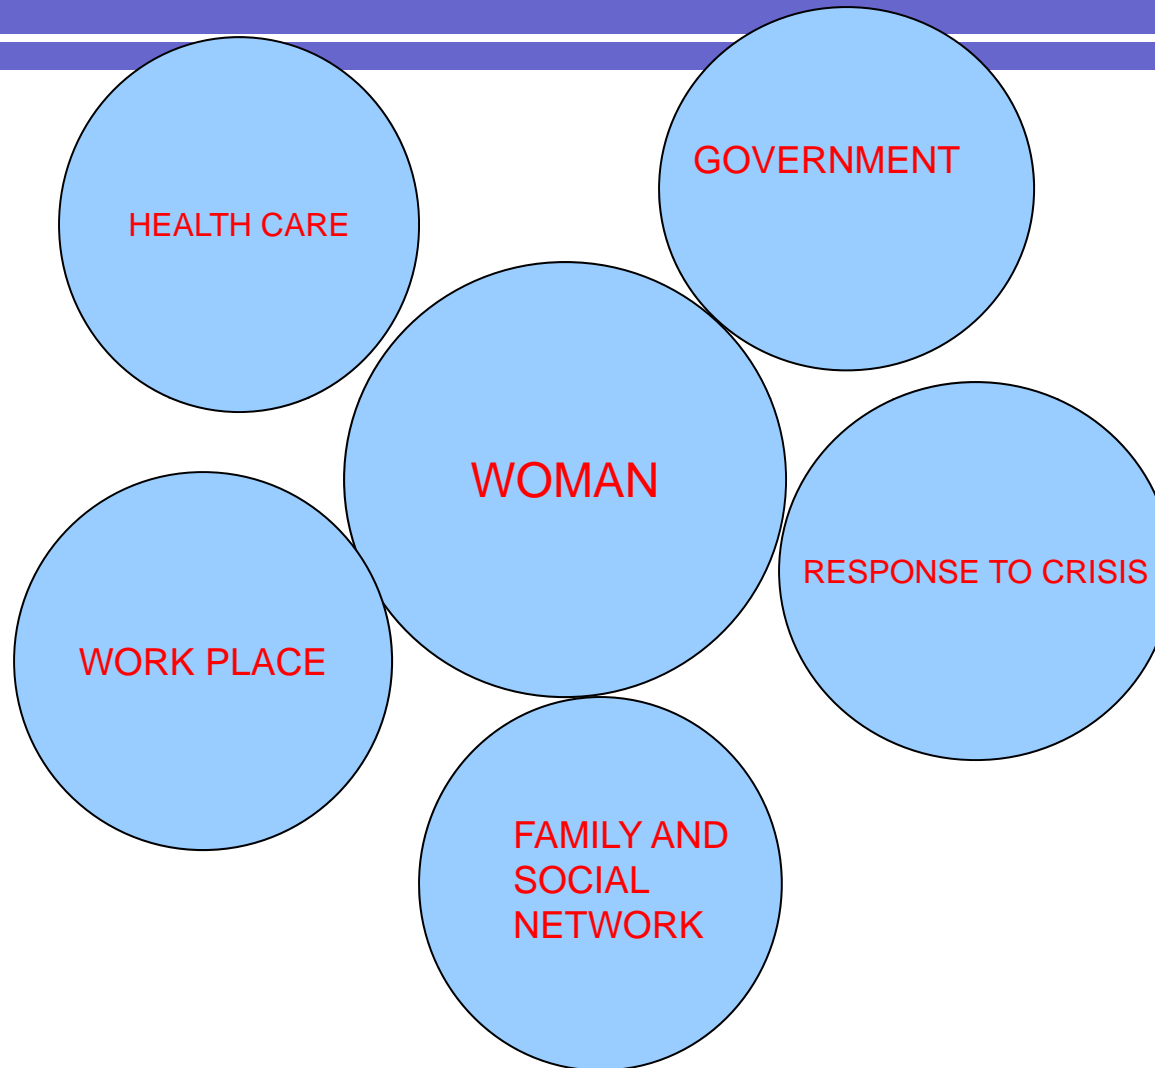 GOVERNMENT
HEALTH CARE
WOMAN
RESPONSE TO CRISIS
WORK PLACE
FAMILY AND
SOCIAL
NETWORK